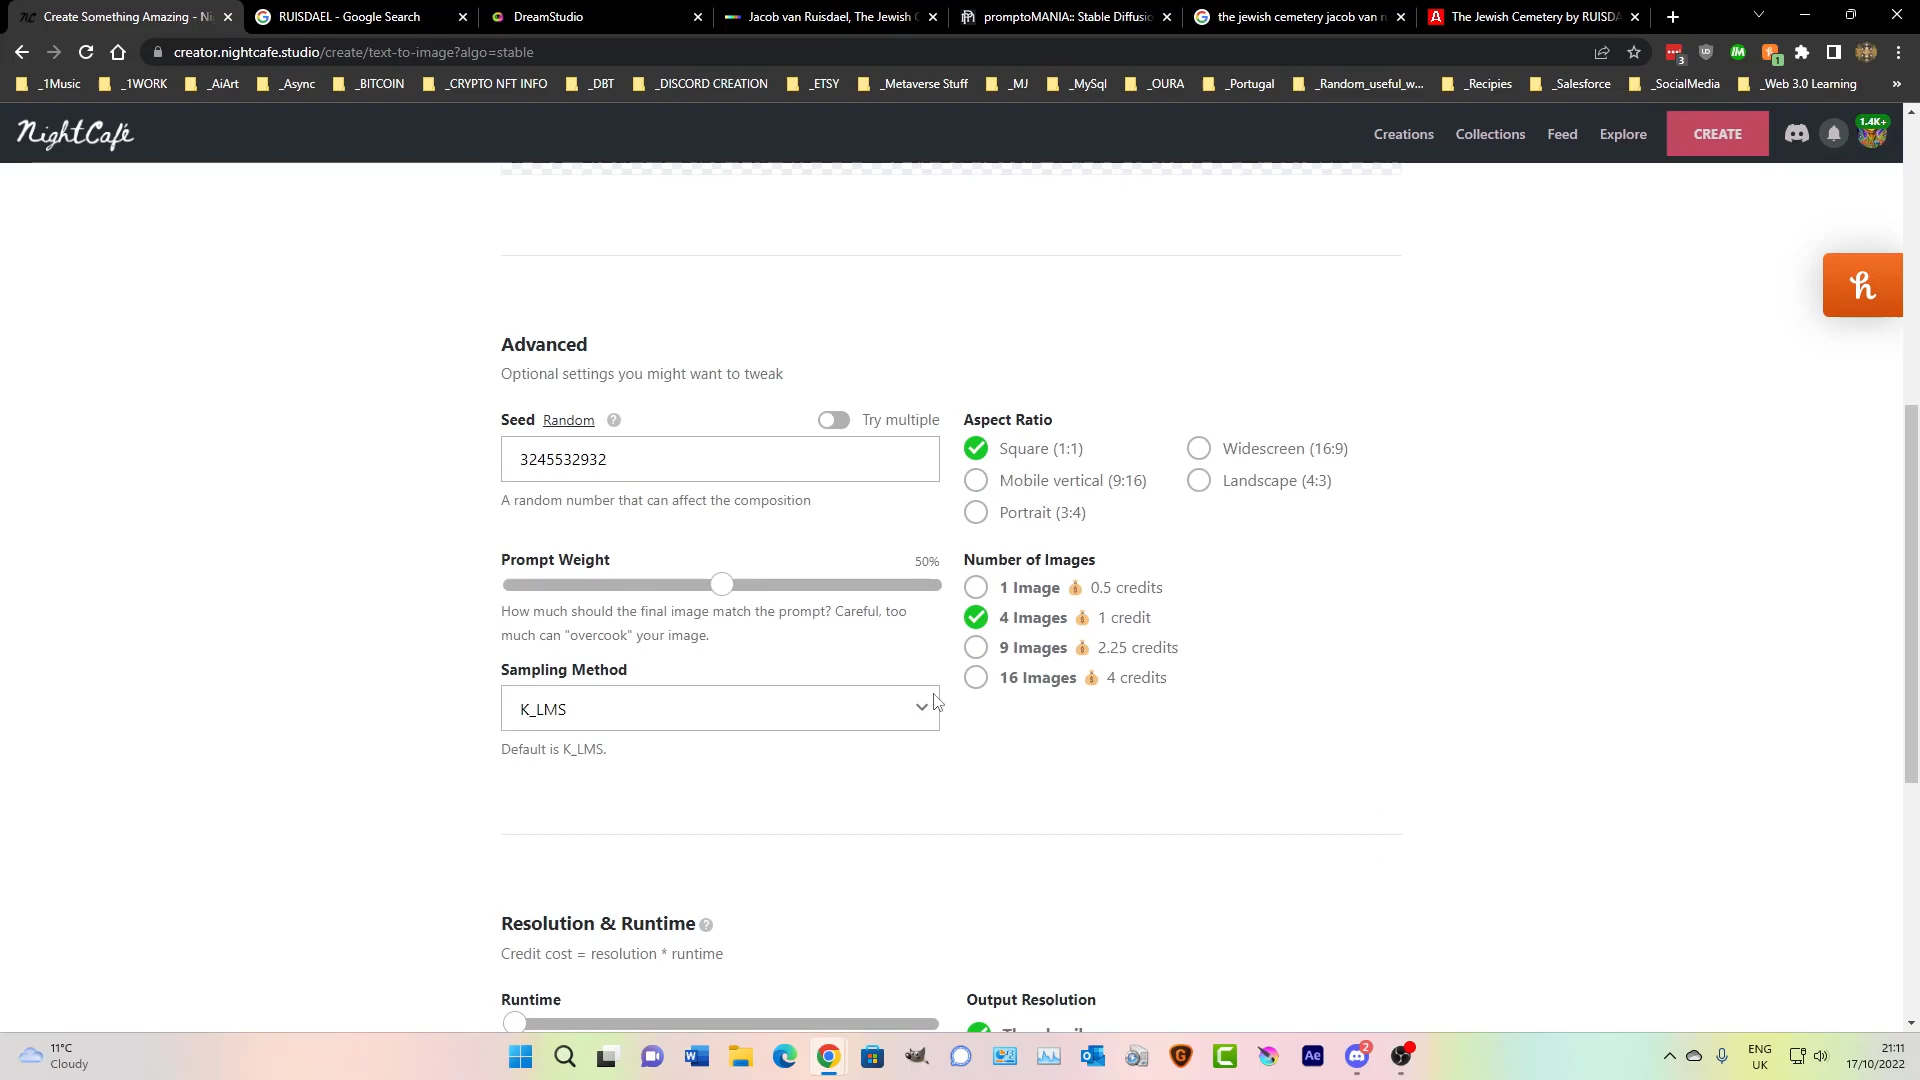 Create Something Amazing - Ni
RUISDAEL - Google Search
DreamStudio
Jacob van Ruisdael, The Jewish C
promptoMANIA:: Stable Diffusio
the jewish cemetery jacob van r
The Jewish Cemetery by RUISDA
creator.nightcafe.studio/create/text-to-image?algo=stable
3
1
_1Music
_1WORK
_AiArt
_Async
_BITCOIN
_CRYPTO NFT INFO
_DBT
_DISCORD CREATION
_ETSY
_Metaverse Stuff
_MJ
_MySql
_OURA
_Portugal
_Random_useful_w...
_Recipies
_Salesforce
_SocialMedia
_Web 3.0 Learning
»
NightCafé
Creations
Collections
Feed
Explore
CREATE
1.4K+
h
Advanced
Optional settings you might want to tweak
Seed Random ?
Try multiple
3245532932
A random number that can affect the composition
Aspect Ratio
Square (1:1)
Widescreen (16:9)
Mobile vertical (9:16)
Landscape (4:3)
Portrait (3:4)
Prompt Weight
50%
How much should the final image match the prompt? Careful, too
much can "overcook" your image.
Number of Images
1 Image 0.5 credits
4 Images 1 credit
9 Images 2.25 credits
16 Images 4 credits
Sampling Method
K_LMS
Default is K_LMS.
Resolution & Runtime ?
Credit cost = resolution * runtime
Runtime
Output Resolution
11°C
Cloudy
W
G
C
Ae
2
ENG
UK
21:11
17/10/2022